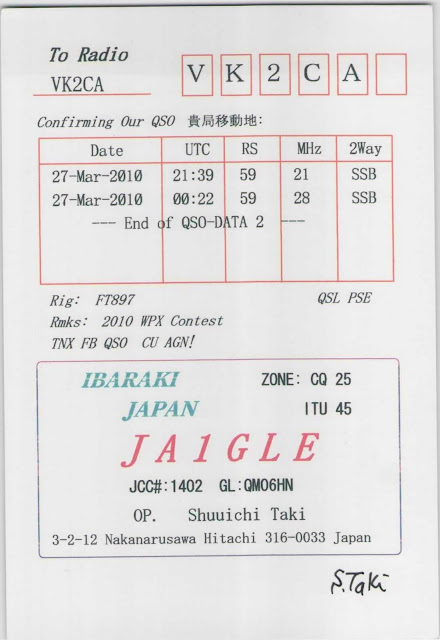 To Radio
VK2CA
V K 2 C A
Confirming Our QSO 貴局移動地:
Date UTC RS MHz 2Way
27-Mar-2010 21:39 59 21 SSB
27-Mar-2010 00:22 59 28 SSB
--- End of QSO-DATA 2 ---
Rig: FT897 QSL PSE
Rmks: 2010 WPX Contest
TNX FB QSO CU AGN!
IBARAKI ZONE: CQ 25
JAPAN ITU 45
JA1GLE
JCC#:1402 GL:QM06HN
OP. Shuuichi Taki
3-2-12 Nakanarusawa Hitachi 316-0033 Japan
S.Taki